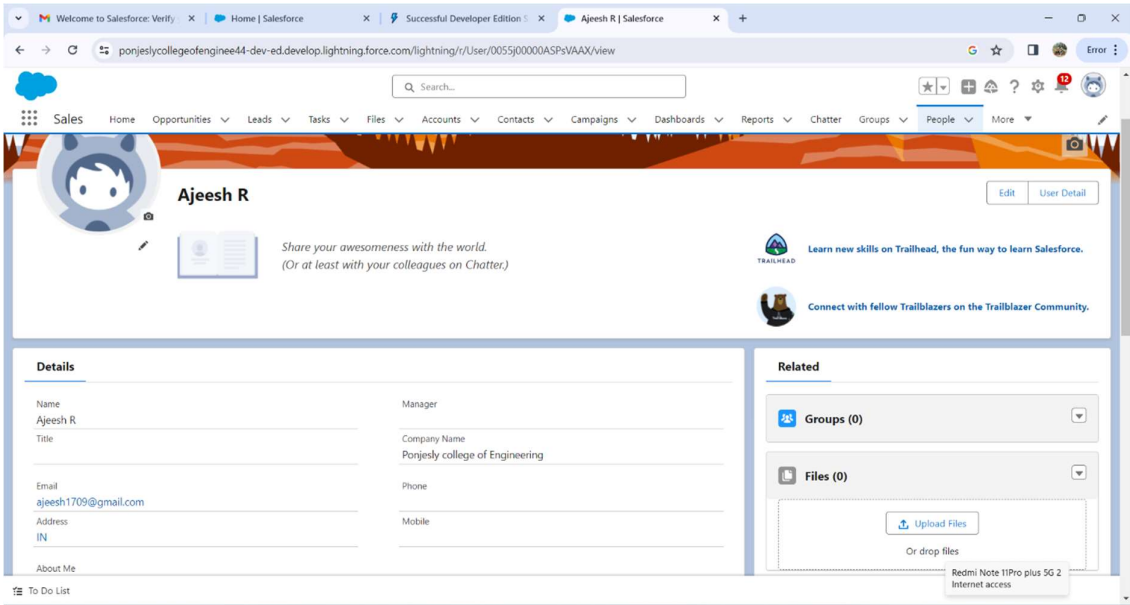 Welcome to Salesforce: Verify
Home | Salesforce
Successful Developer Edition S
Ajeesh R | Salesforce
ponjeslycollegeofenginee44-dev-ed.develop.lightning.force.com/lightning/r/User/0055j00000ASPsVAAX/view
Error
Search...
12
Sales
Home
Opportunities
Leads
Tasks
Files
Accounts
Contacts
Campaigns
Dashboards
Reports
Chatter
Groups
People
More
Ajeesh R
Edit
User Detail
Share your awesomeness with the world.
(Or at least with your colleagues on Chatter.)
TRAILHEAD
Learn new skills on Trailhead, the fun way to learn Salesforce.
Connect with fellow Trailblazers on the Trailblazer Community.
Details
Name
Ajeesh R
Manager
Title
Company Name
Ponjesly college of Engineering
Email
ajeesh1709@gmail.com
Phone
Address
IN
Mobile
About Me
Related
Groups (0)
Files (0)
Upload Files
Or drop files
Redmi Note 11Pro plus 5G 2
Internet access
To Do List